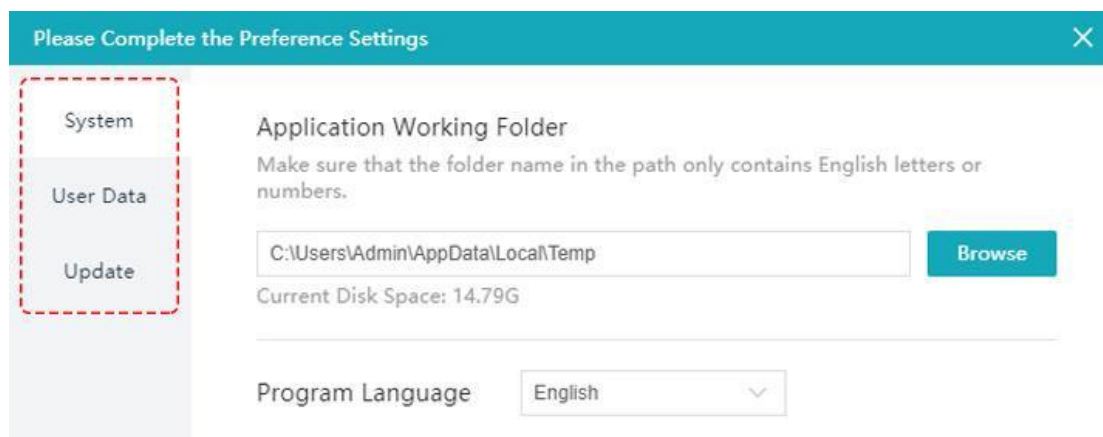 Please Complete the Preference Settings
System
User Data
Update
Application Working Folder
Make sure that the folder name in the path only contains English letters or
numbers.
C:\Users\Admin\AppData\Local\Temp
Browse
Current Disk Space: 14.79G
Program Language
English